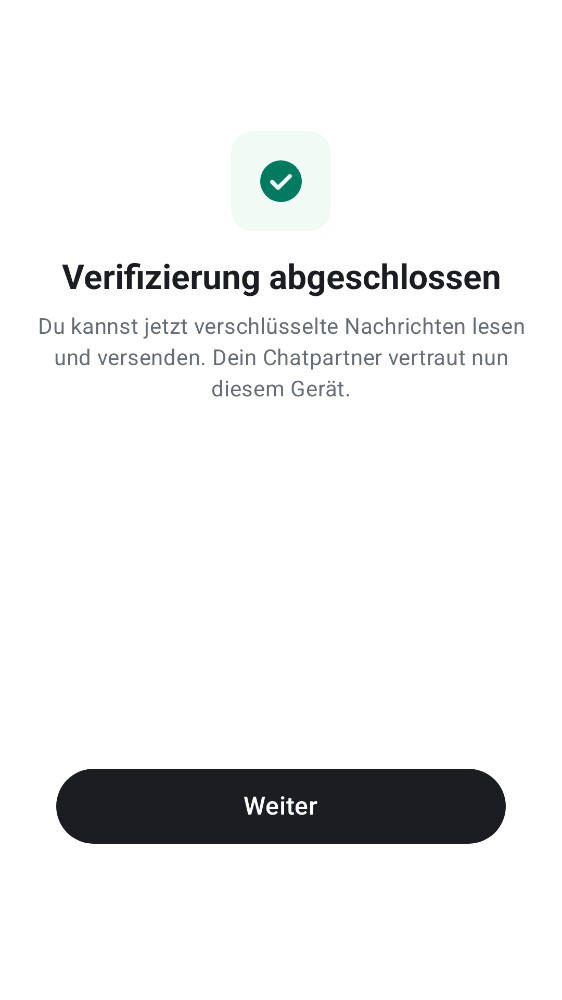 Verifizierung abgeschlossen
Du kannst jetzt verschlüsselte Nachrichten lesen
und versenden. Dein Chatpartner vertraut nun
diesem Gerät.
Weiter